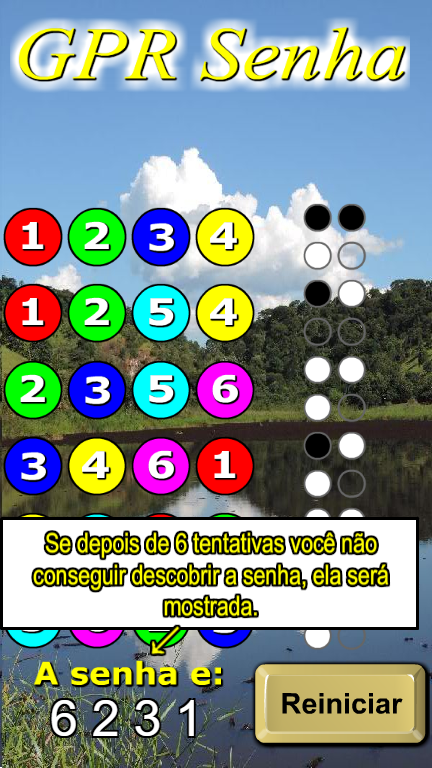 GPR Senha
1 2 3 4
1 2 5 4
2 3 5 6
3 4 6 1
Se depois de 6 tentativas você não
conseguir descobrir a senha, ela será
mostrada.
A senha e:
6 2 3 1
Reiniciar